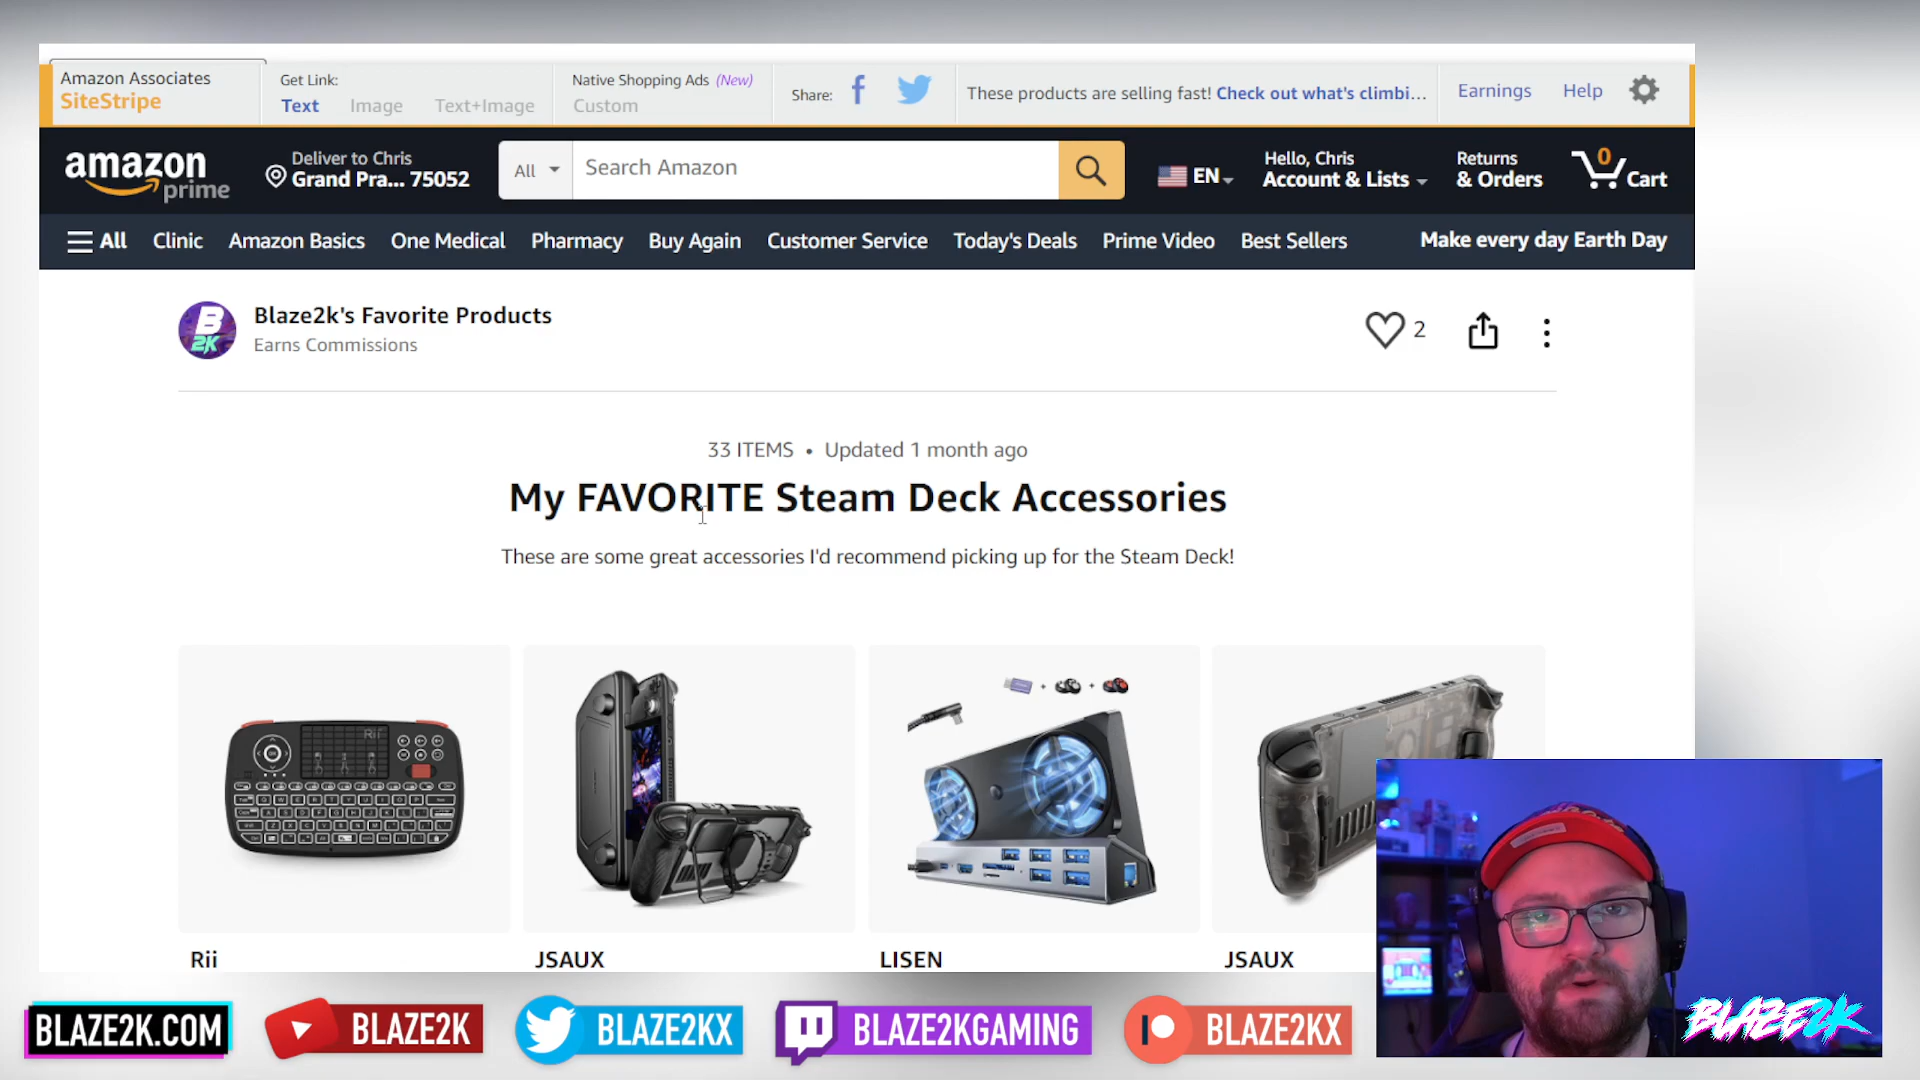 Amazon Associates
SiteStripe
Get Link:
Text Image Text+Image
Native Shopping Ads (New)
Custom
Share:
These products are selling fast! Check out what's climbi...
Earnings Help
amazon prime
Deliver to Chris
Grand Pra... 75052
All
Search Amazon
EN
Hello, Chris
Account & Lists
Returns
& Orders
0
Cart
All Clinic Amazon Basics One Medical Pharmacy Buy Again Customer Service Today's Deals Prime Video Best Sellers Make every day Earth Day
B
2K
Blaze2k's Favorite Products
Earns Commissions
2
33 ITEMS • Updated 1 month ago
My FAVORITE Steam Deck Accessories
These are some great accessories I'd recommend picking up for the Steam Deck!
Rii
Rii JSAUX LISEN JSAUX
BLAZE2K
BLAZE2K.COM BLAZE2K BLAZE2KX BLAZE2KGAMING BLAZE2KX